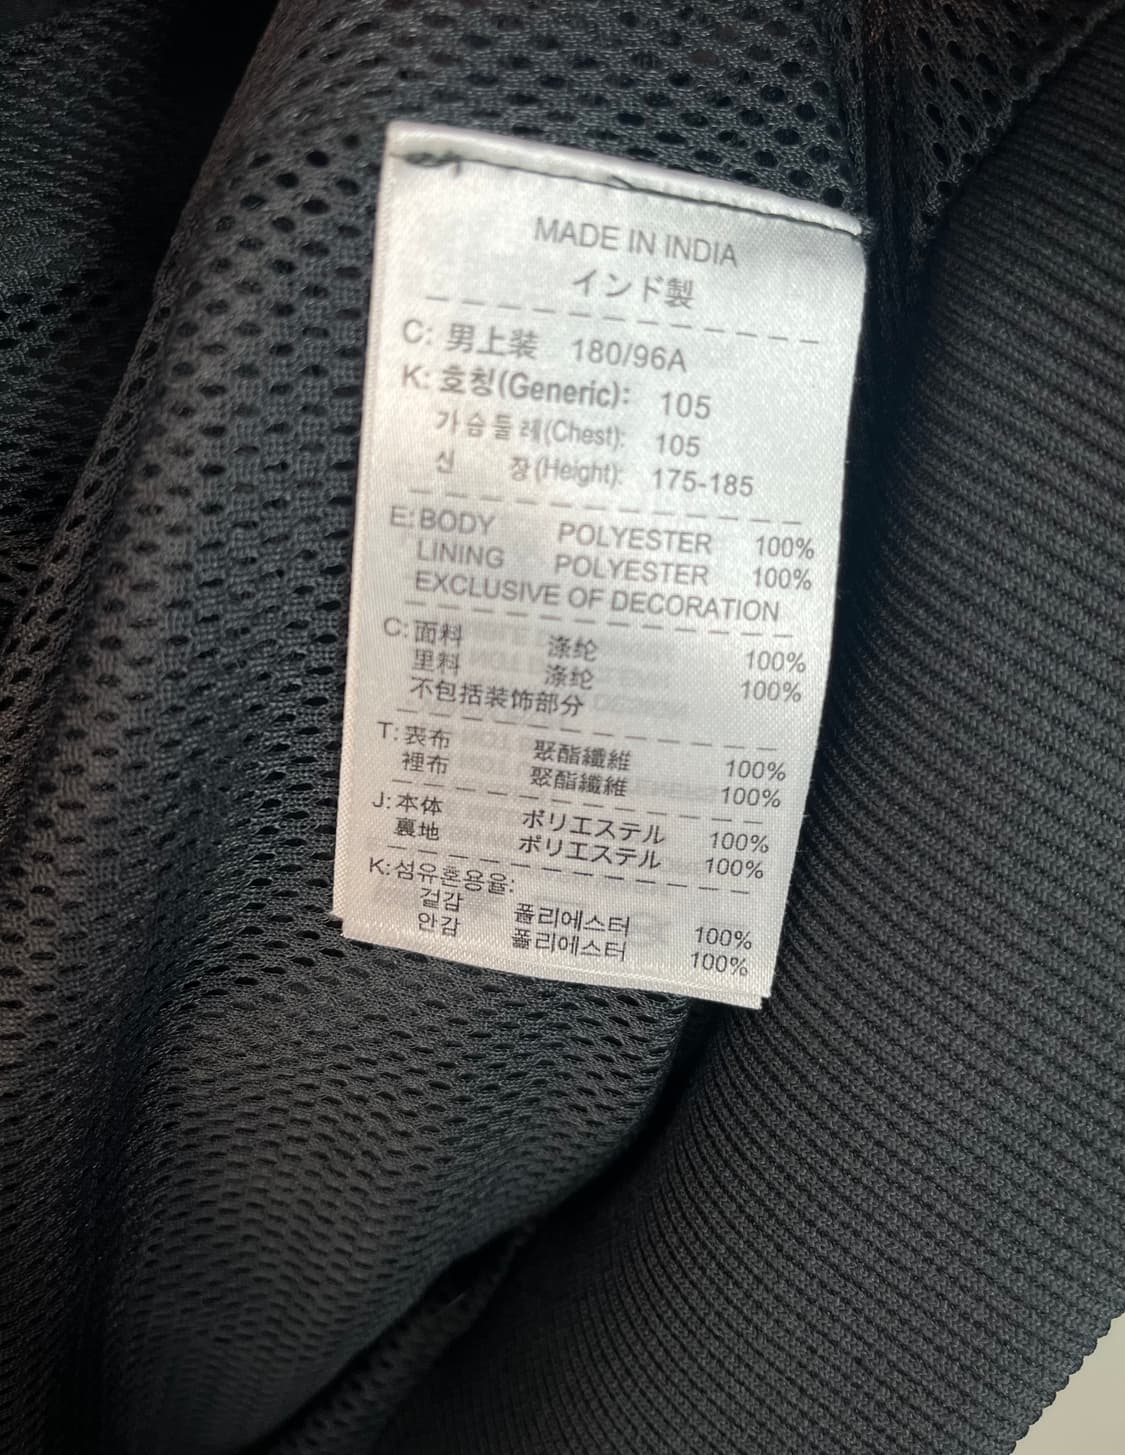 MADE IN INDIA
インド製
C: 男上装 180/96A
K: 호칭(Generic): 105
가슴둘레(Chest): 105
신 장(Height): 175-185
E: BODY POLYESTER 100%
LINING POLYESTER 100%
EXCLUSIVE OF DECORATION
C: 面料 涤纶 100%
里料 涤纶 100%
不包括装饰部分
T: 表布 聚酯纖維 100%
裡布 聚酯纖維 100%
J: 本体 ポリエステル 100%
裏地 ポリエステル 100%
K: 섬유혼용율:
겉감 폴리에스터 100%
안감 폴리에스터 100%